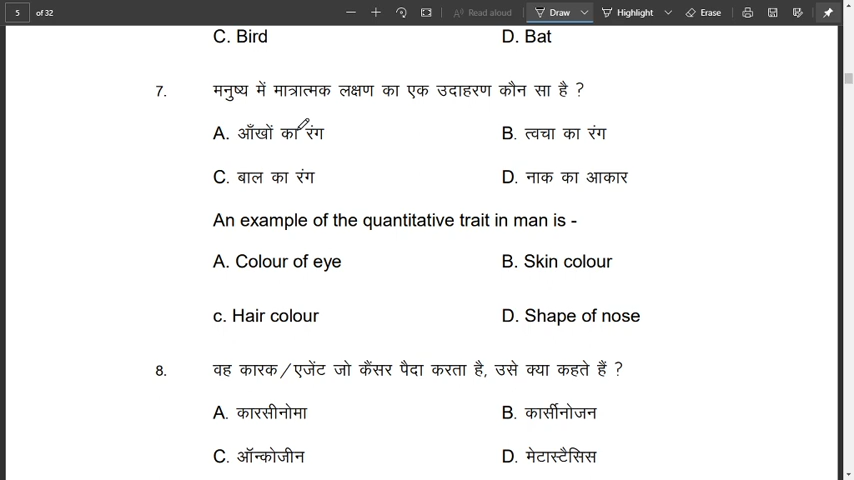 5 of 32 Read aloud Draw Highlight Erase
C. Bird D. Bat
7. मनुष्य में मात्रात्मक लक्षण का एक उदाहरण कौन सा है ?
A. आँखों का रंग B. त्वचा का रंग
C. बाल का रंग D. नाक का आकार
An example of the quantitative trait in man is -
A. Colour of eye B. Skin colour
c. Hair colour D. Shape of nose
8. वह कारक/एजेंट जो कैंसर पैदा करता है, उसे क्या कहते हैं ?
A. कारसीनोमा B. कार्सीनोजन
C. ऑन्कोजीन D. मेटास्टैसिस